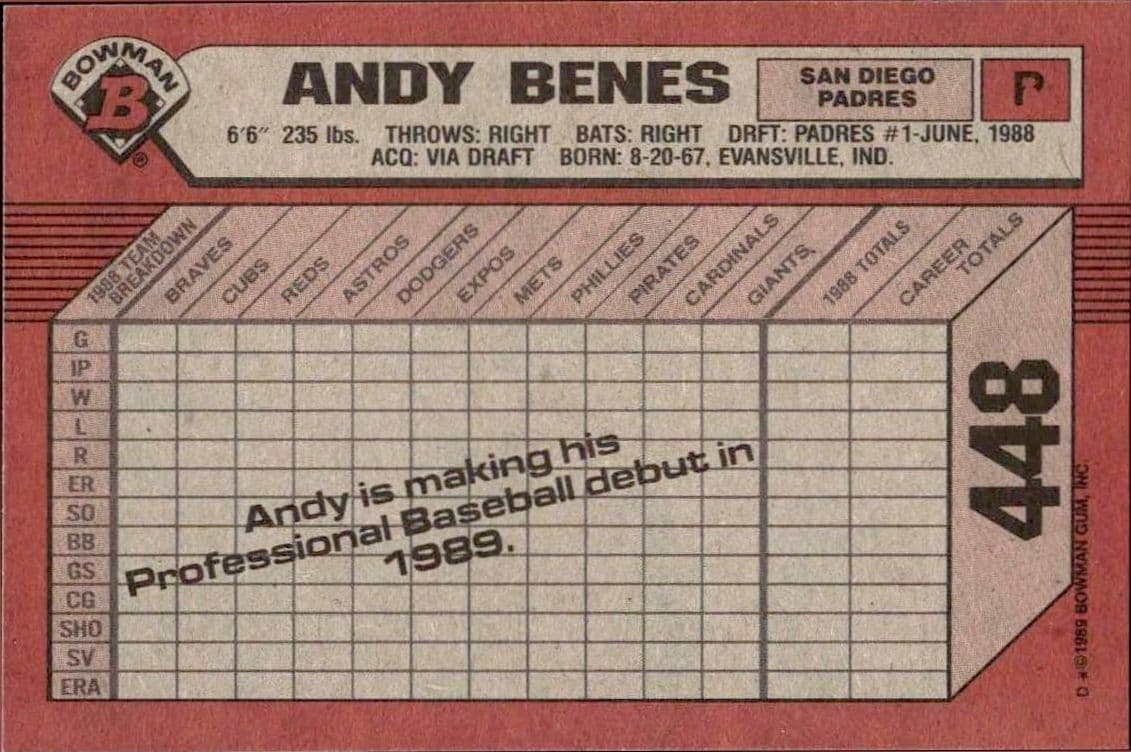 BOWMAN
B
®
ANDY BENES
SAN DIEGO
PADRES
P
6'6" 235 lbs. THROWS: RIGHT BATS: RIGHT DRFT: PADRES #1-JUNE, 1988
ACQ: VIA DRAFT BORN: 8-20-67, EVANSVILLE, IND.
1988 TEAM
BREAKDOWN
BRAVES
CUBS
REDS
ASTROS
DODGERS
EXPOS
METS
PHILLIES
PIRATES
CARDINALS
GIANTS
1988 TOTALS
CAREER
TOTALS
G
IP
W
L
R
ER
SO
BB
GS
CG
SHO
SV
ERA
Andy is making his
Professional Baseball debut in
1989.
448
D *©1989 BOWMAN GUM, INC.